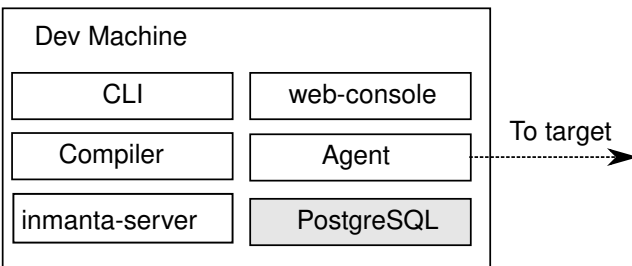 Dev Machine
CLI
web-console
Compiler
Agent
To target
inmanta-server
PostgreSQL